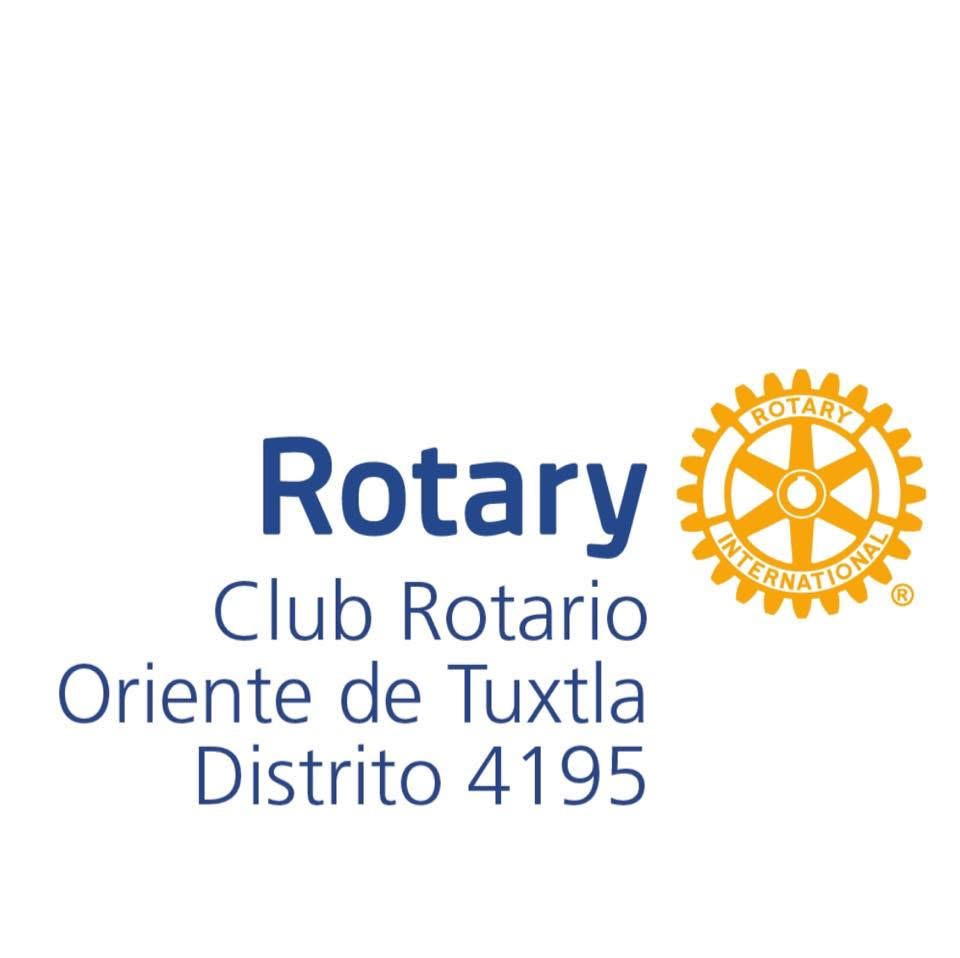 Rotary
Club Rotario
Oriente de Tuxtla
Distrito 4195
ROTARY
INTERNATIONAL
®